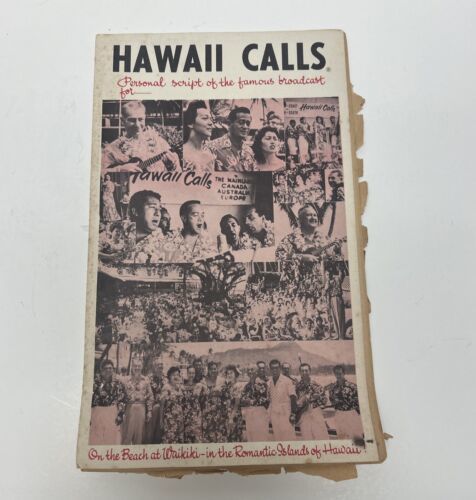 HAWAII CALLS
Personal script of the famous broadcast
for
Hawaii Calls
Hawaii Calls
THE MAINLAND
CANADA
AUSTRALIA
EUROPE
On the Beach at Waikiki-in the Romantic Islands of Hawaii!